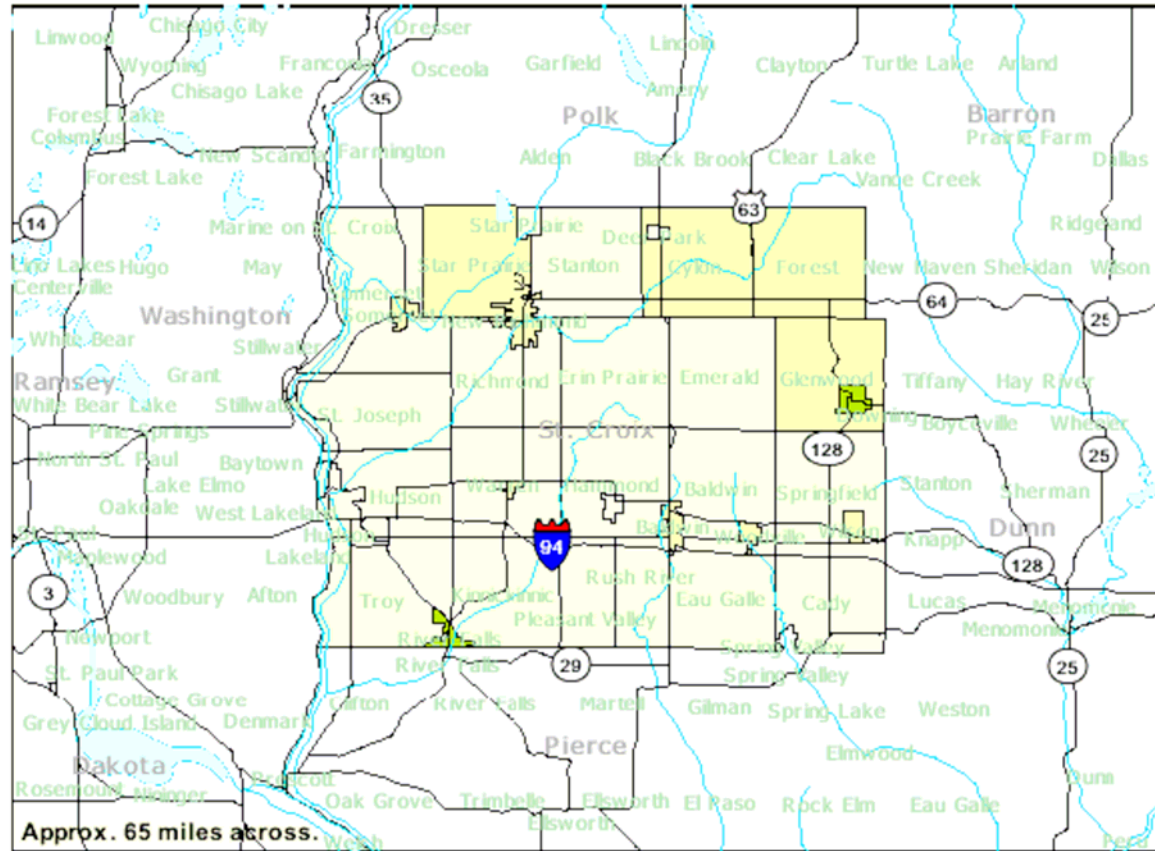 Linwood
Chisago City
Dresser
Lincoln
Wyoming
Franconia
Osceola
Garfield
Clayton
Turtle Lake
Arland
Chisago Lake
35
Amery
Forest Lake
Polk
Barron
Columbus
Prairie Farm
New Scandia
Farmington
Alden
Black Brook
Clear Lake
Dallas
Forest Lake
Vance Creek
14
63
Marine on St. Croix
Star Prairie
Deer Park
Ridgeland
Lino Lakes
Hugo
May
Star Prairie
Stanton
Cylon
Forest
New Haven
Sheridan
Wilson
Centerville
Somerset
64
25
Washington
Somerset
New Richmond
White Bear
Stillwater
Ramsey
Grant
Richmond
Erin Prairie
Emerald
Glenwood
Tiffany
Hay River
White Bear Lake
Stillwater
St. Joseph
Downing
Boyceville
Wheeler
Pine Springs
St. Croix
128
25
North St. Paul
Baytown
Lake Elmo
Hudson
Warren
Hammond
Baldwin
Springfield
Stanton
Sherman
Oakdale
West Lakeland
St. Paul
Hudson
Baldwin
Woodville
Wilson
Knapp
Dunn
Maplewood
Lakeland
94
128
3
Woodbury
Afton
Troy
Kinnickinnic
Rush River
Eau Galle
Cady
Lucas
Menomonie
Pleasant Valley
Newport
River Falls
Spring Valley
Menomonie
St. Paul Park
River Falls
29
Spring Valley
25
Cottage Grove
Clifton
River Falls
Martell
Gilman
Spring Lake
Weston
Grey Cloud Island
Denmark
Pierce
Elmwood
Dakota
Prescott
Dunn
Rosemount
Nininger
Oak Grove
Trimbelle
Ellsworth
El Paso
Rock Elm
Eau Galle
Ellsworth
Approx. 65 miles across.
Welch
Peru